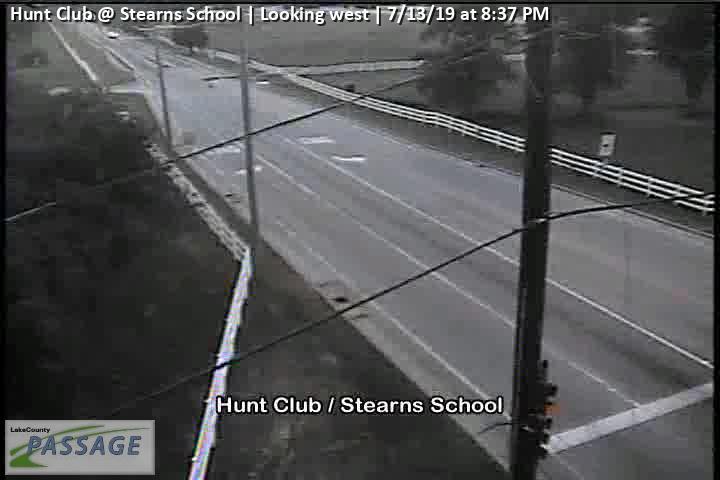 Hunt Club @ Stearns School | Looking west | 7/13/19 at 8:37 PM
Hunt Club / Stearns School
LakeCounty
PASSAGE